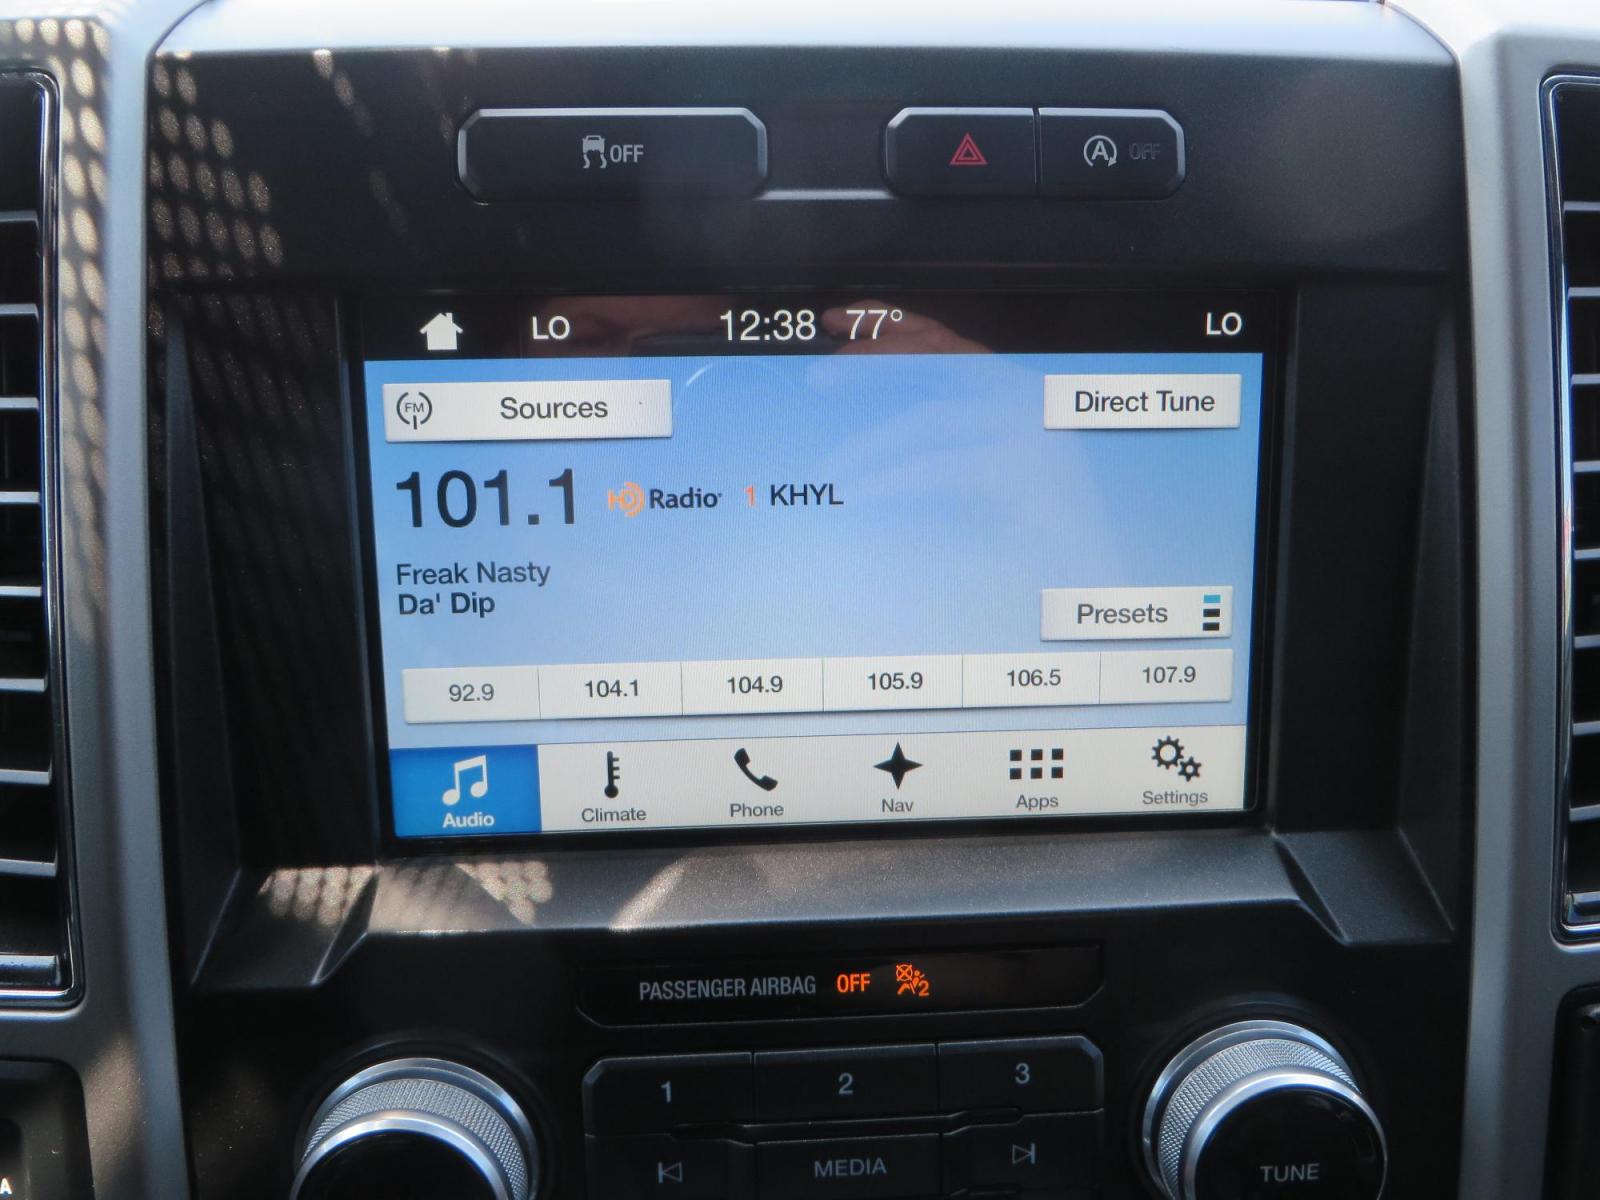 OFF
A OFF
LO 12:38 77° LO
FM Sources
Direct Tune
101.1 HD Radio 1 KHYL
Freak Nasty
Da' Dip
Presets
92.9 104.1 104.9 105.9 106.5 107.9
Audio Climate Phone Nav Apps Settings
PASSENGER AIRBAG OFF 2
1 2 3
MEDIA
TUNE
A